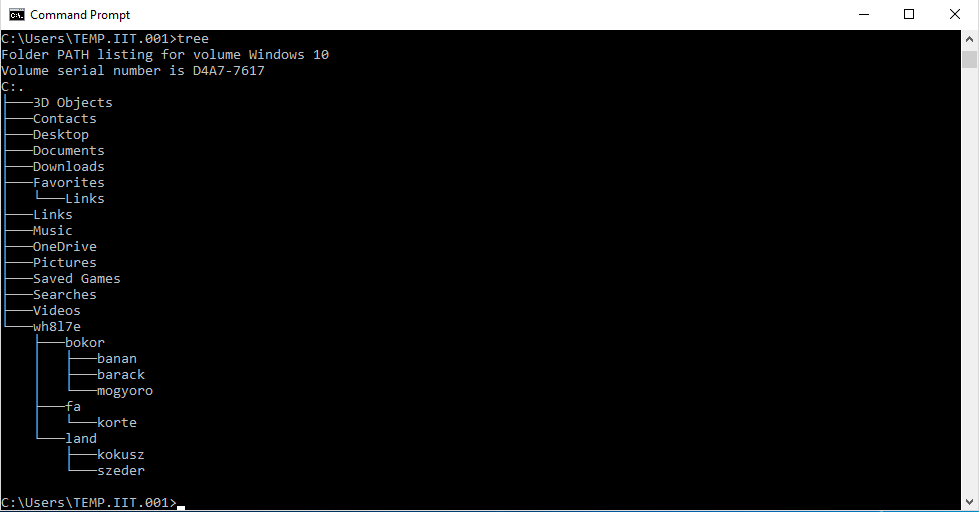 Command Prompt
C:\Users\TEMP.IIT.001>tree
Folder PATH listing for volume Windows 10
Volume serial number is D4A7-7617
C:.
├───3D Objects
├───Contacts
├───Desktop
├───Documents
├───Downloads
├───Favorites
│   └───Links
├───Links
├───Music
├───OneDrive
├───Pictures
├───Saved Games
├───Searches
├───Videos
└───wh8l7e
    ├───bokor
    │   ├───banan
    │   ├───barack
    │   └───mogyoro
    ├───fa
    │   └───korte
    └───land
        ├───kokusz
        └───szeder
C:\Users\TEMP.IIT.001>